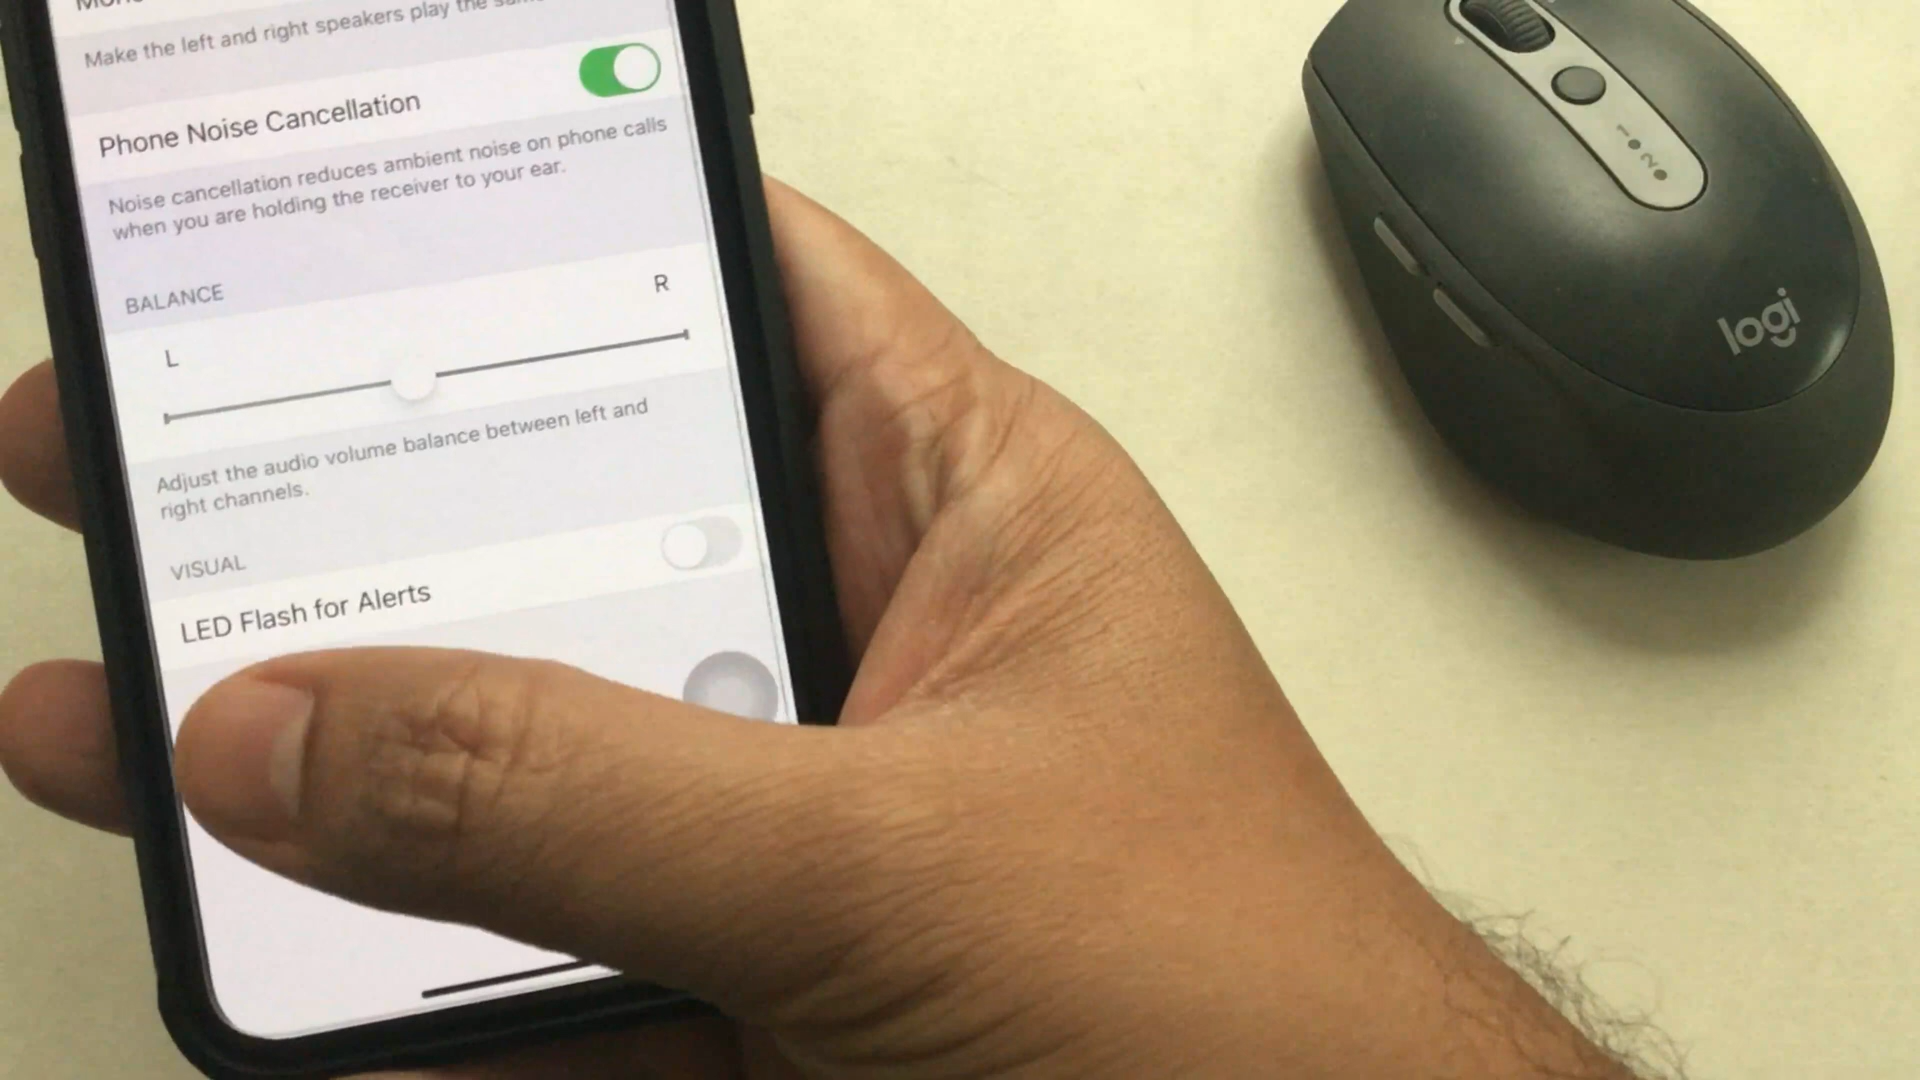 Make the left and right speakers play the
Phone Noise Cancellation
Noise cancellation reduces ambient noise on phone calls
when you are holding the receiver to your ear.
BALANCE
R
L
Adjust the audio volume balance between left and
right channels.
VISUAL
LED Flash for Alerts
1
2
logi